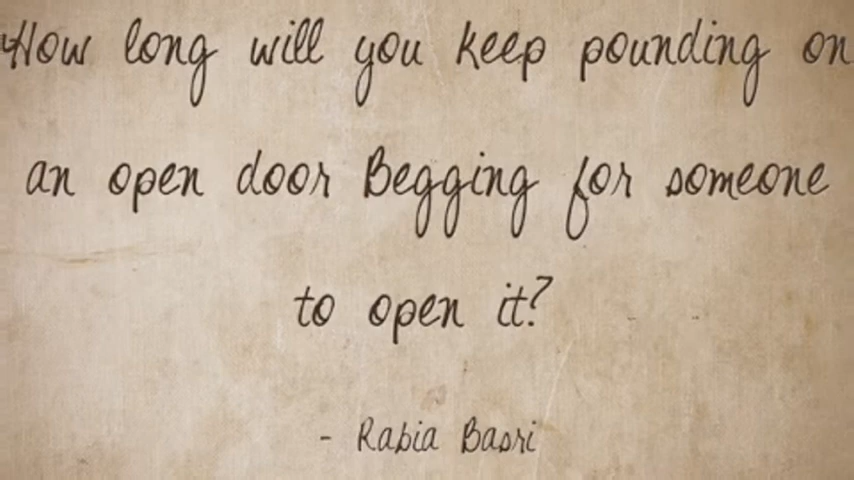 How long will you keep pounding on
an open door Begging for someone
to open it?
- Rabia Basri